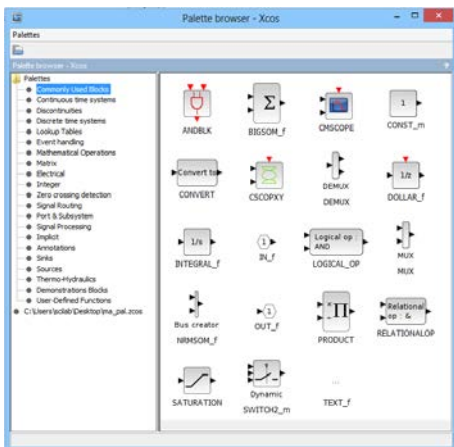 Palette browser - Xcos
Palettes
Palette browser - Xcos
Palettes
Commonly Used Blocks
Continuous time systems
Discontinuities
Discrete time systems
Lookup Tables
Event handling
Mathematical Operations
Matrix
Electrical
Integer
Zero crossing detection
Signal Routing
Port & Subsystem
Signal Processing
Implicit
Annotations
Sinks
Sources
Thermo-Hydraulics
Demonstrations Blocks
User-Defined Functions
C:\Users\scilab\Desktop\ma_pal.zcos
Σ
1
ANDBLK
BIGSOM_f
CMSCOPE
CONST_m
Convert to
DEMUX
1/z
CONVERT
CSCOPXY
DEMUX
DOLLAR_f
1/s
1
Logical op :
AND
MUX
INTEGRAL_f
IN_f
LOGICAL_OP
MUX
Bus creator
1
Π
Relational
op : &
NRMSOM_f
OUT_f
PRODUCT
RELATIONALOP
Dynamic
...
SATURATION
SWITCH2_m
TEXT_f